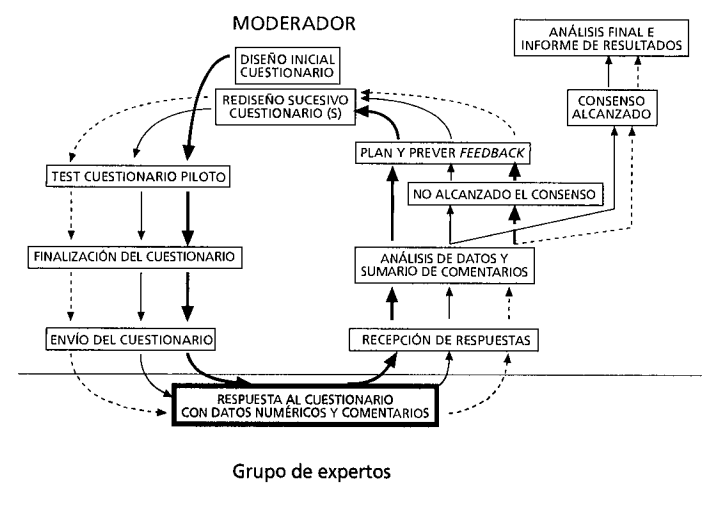 MODERADOR
ANÁLISIS FINAL E
INFORME DE RESULTADOS
DISEÑO INICIAL
CUESTIONARIO
REDISEÑO SUCESIVO
CUESTIONARIO (S)
CONSENSO
ALCANZADO
PLAN Y PREVER FEEDBACK
TEST CUESTIONARIO PILOTO
NO ALCANZADO EL CONSENSO
FINALIZACIÓN DEL CUESTIONARIO
ANÁLISIS DE DATOS Y
SUMARIO DE COMENTARIOS
ENVÍO DEL CUESTIONARIO
RECEPCIÓN DE RESPUESTAS
RESPUESTA AL CUESTIONARIO
CON DATOS NUMÉRICOS Y COMENTARIOS
Grupo de expertos